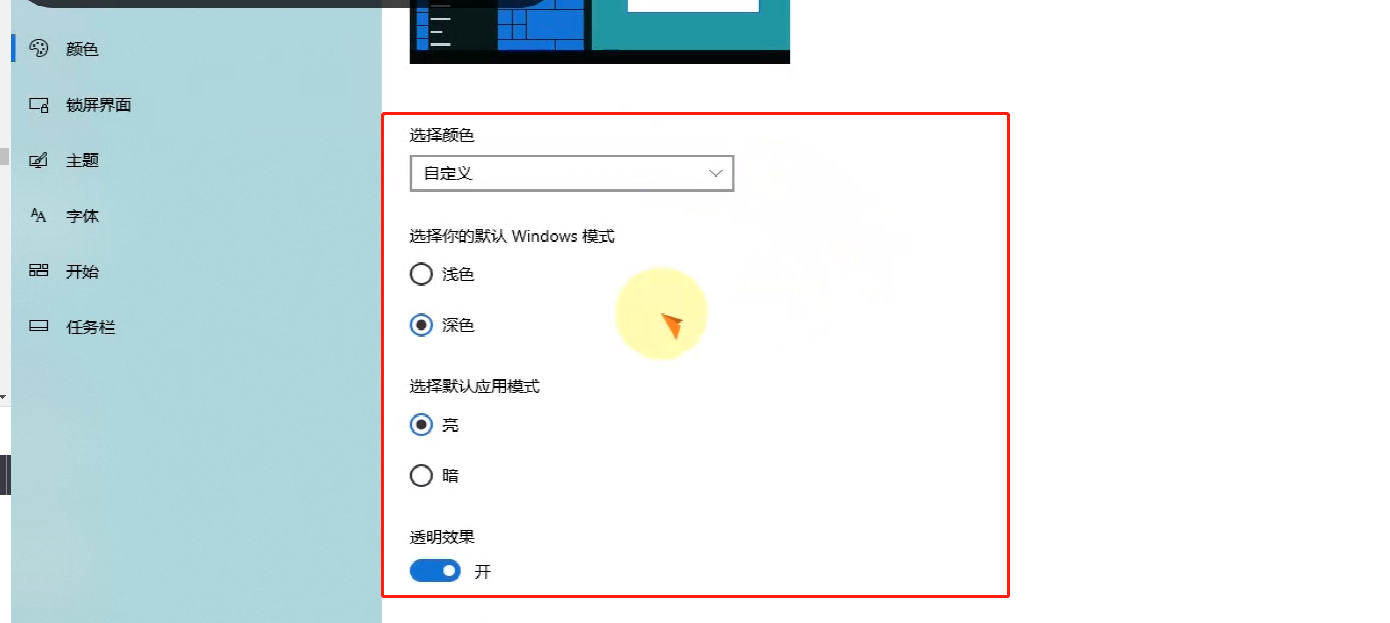 颜色
锁屏界面
主题
字体
开始
任务栏
选择颜色
自定义
选择你的默认 Windows 模式
浅色
深色
选择默认应用模式
亮
暗
透明效果
开